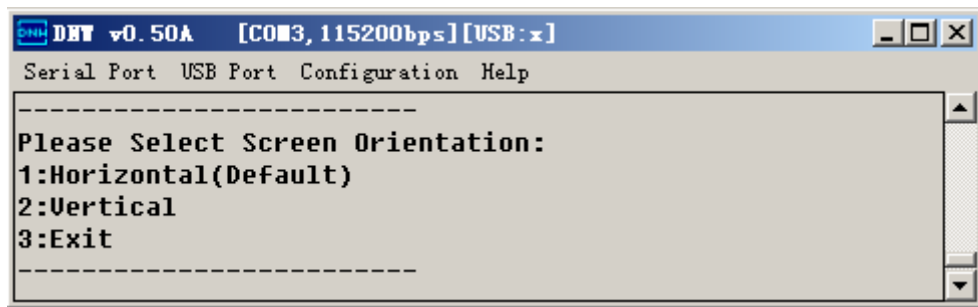 DNW DNW v0.50A [COM3,115200bps][USB:x]
Serial Port USB Port Configuration Help
-------------------------
Please Select Screen Orientation:
1:Horizontal(Default)
2:Vertical
3:Exit
-------------------------